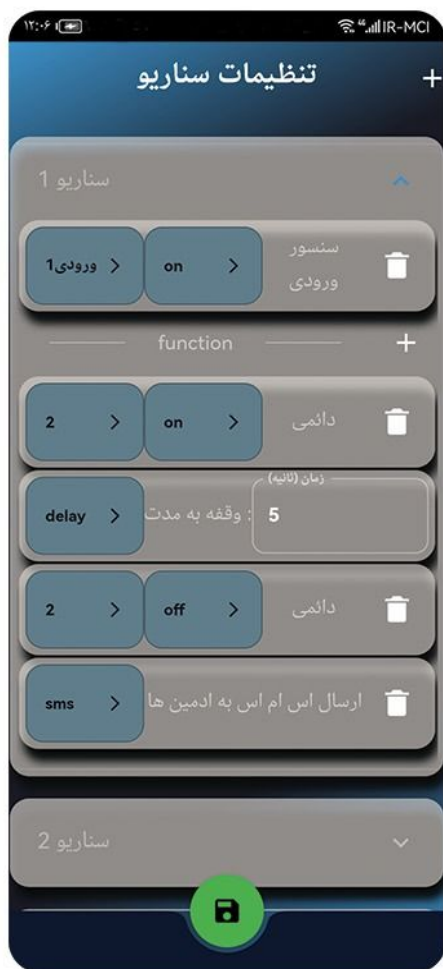 ۱۲:۰۶
4G IR-MCI
تنظیمات سناریو
+
سناریو 1
سنسور ورودی
on >
ورودی1 >
function
+
دائمی
on >
2 >
زمان (ثانیه)
5
وقفه به مدت :
delay >
دائمی
off >
2 >
ارسال اس ام اس به ادمین ها
sms >
سناریو 2